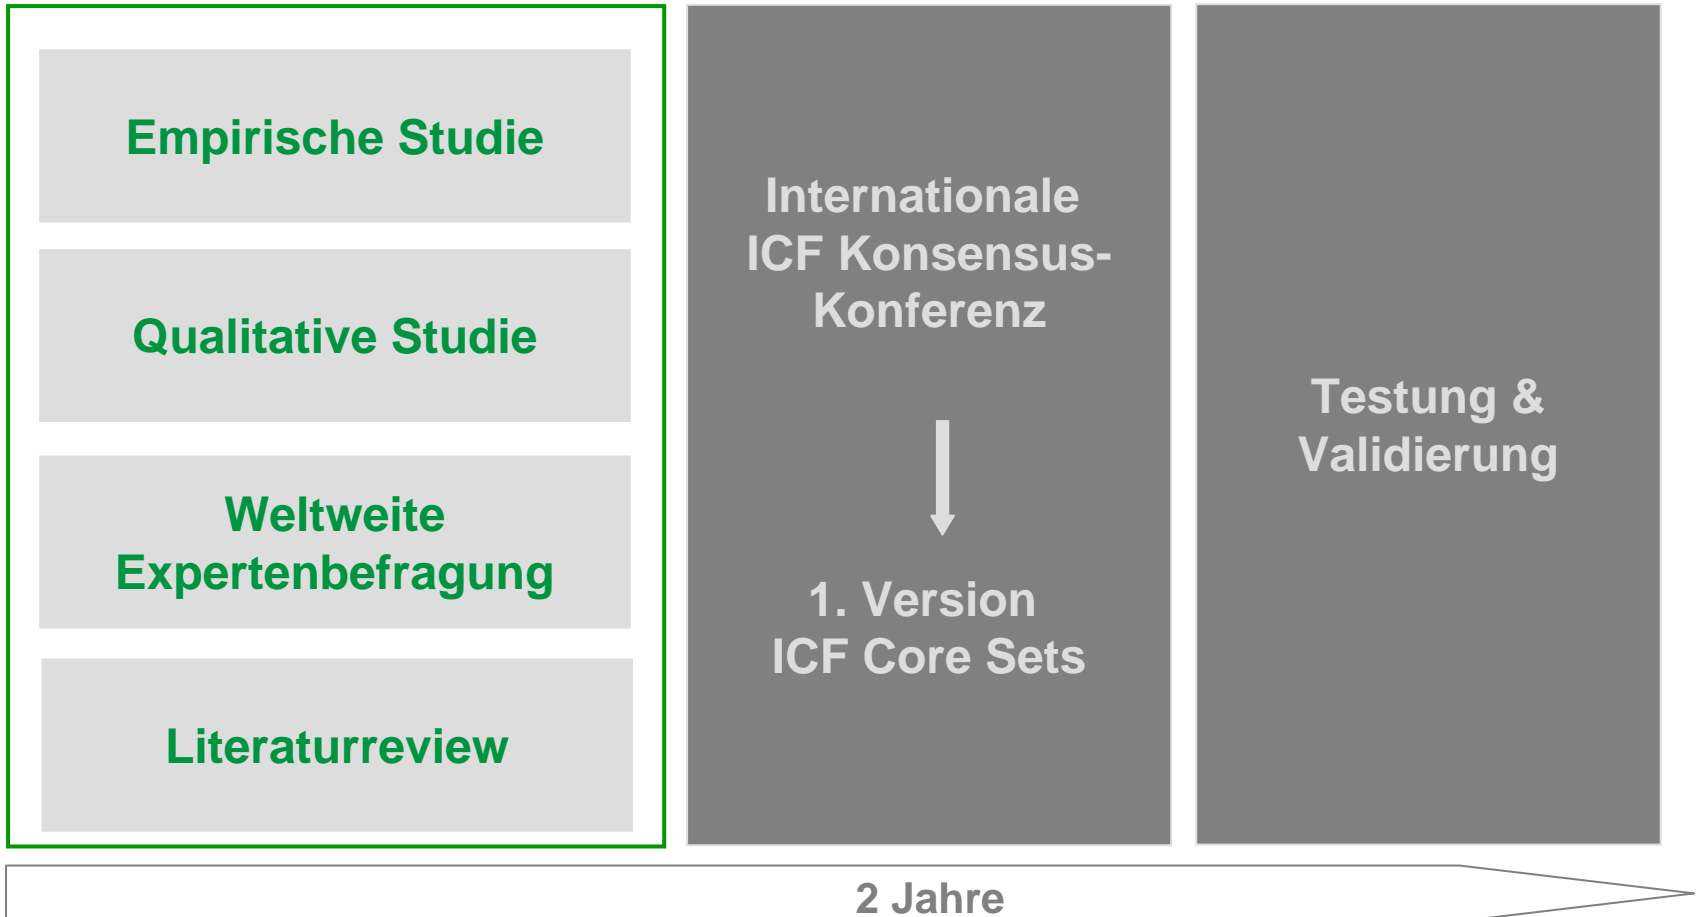 Empirische Studie
Qualitative Studie
Weltweite
Expertenbefragung
Literaturreview
Internationale
ICF Konsensus-
Konferenz
1. Version
ICF Core Sets
Testung &
Validierung
2 Jahre